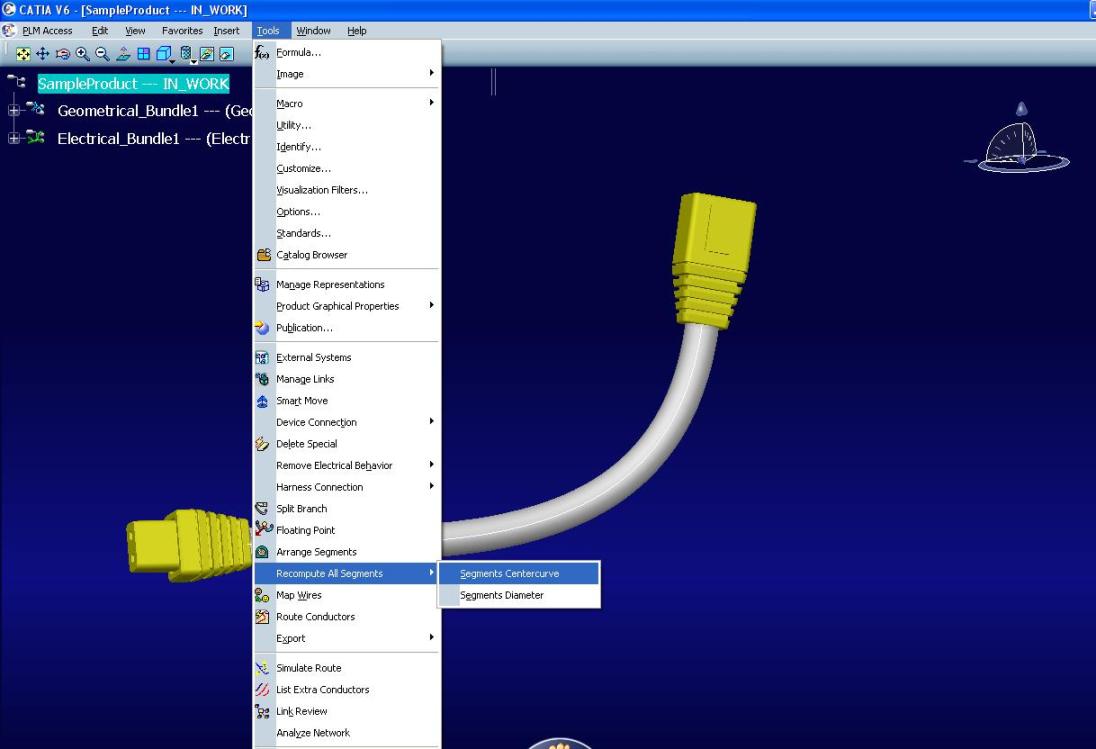 CATIA V6 - [SampleProduct --- IN_WORK]
PLM Access Edit View Favorites Insert Tools Window Help
SampleProduct --- IN_WORK
Geometrical_Bundle1 --- (Geo
Electrical_Bundle1 --- (Electr
f(x) Formula...
Image
Macro
Utility...
Identify...
Customize...
Visualization Filters...
Options...
Standards...
Catalog Browser
Manage Representations
Product Graphical Properties
Publication...
External Systems
Manage Links
Smart Move
Device Connection
Delete Special
Remove Electrical Behavior
Harness Connection
Split Branch
Floating Point
Arrange Segments
Recompute All Segments
Segments Centercurve
Segments Diameter
Map Wires
Route Conductors
Export
Simulate Route
List Extra Conductors
Link Review
Analyze Network